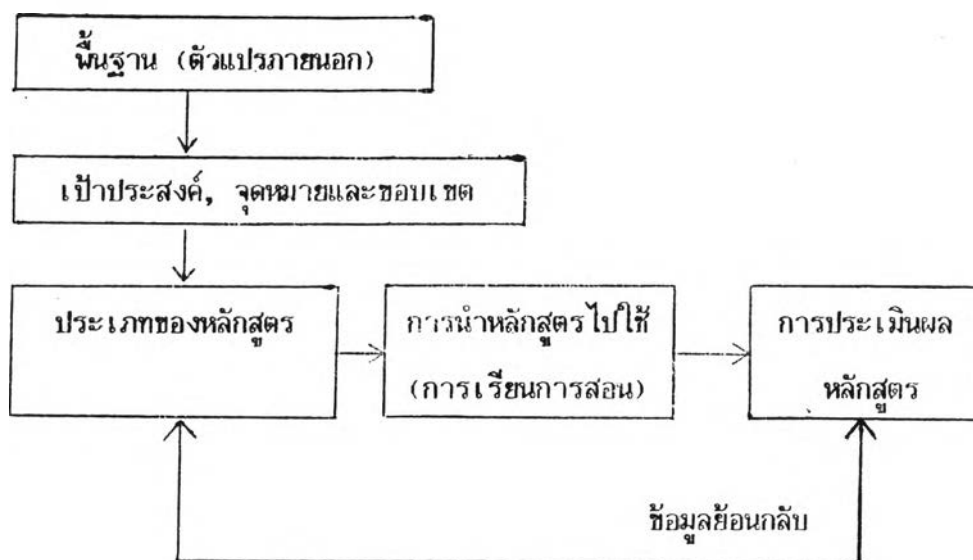 พื้นฐาน (ตัวแปรภายนอก)
เป้าประสงค์, จุดหมายและขอบเขต
ประเภทของหลักสูตร
การนำหลักสูตรไปใช้
(การเรียนการสอน)
การประเมินผล
หลักสูตร
ข้อมูลย้อนกลับ